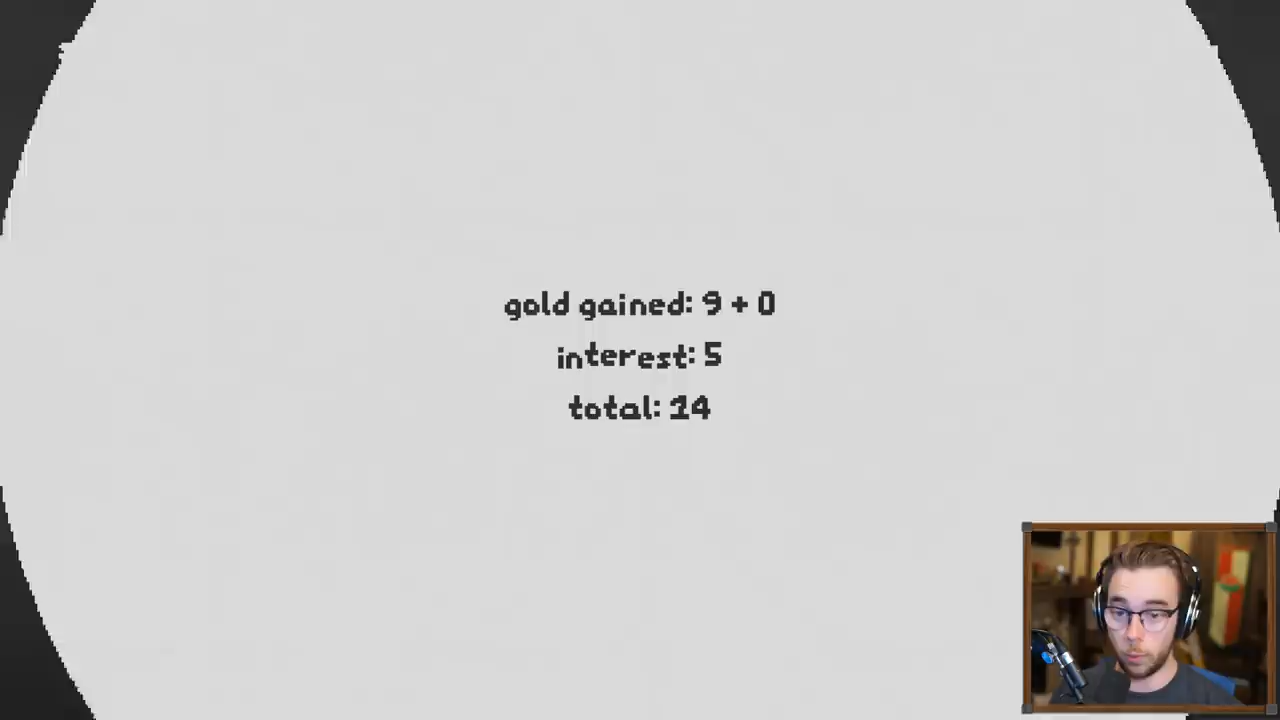 gold gained: 9 + 0
interest: 5
total: 14